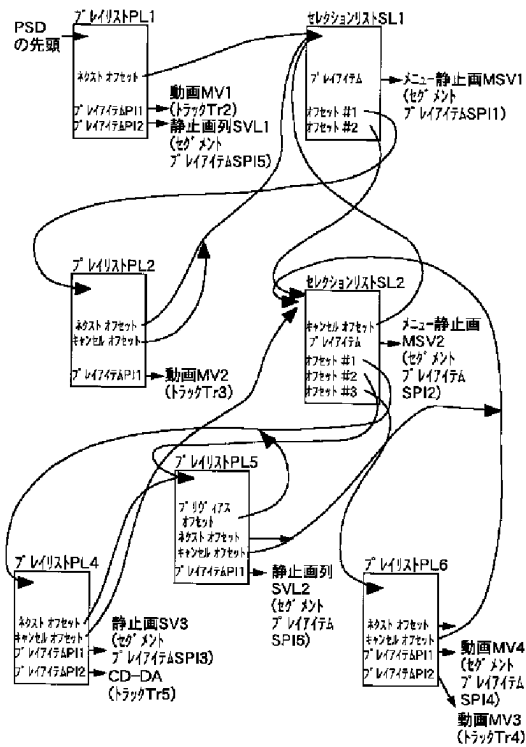 PSD
の先頭
プレイリストPL1
ネクスト オフセット
プレイアイテムPI1
プレイアイテムPI2
動画MV1
(トラックTr2)
静止画列SVL1
(セグメント
プレイアイテム
SPI5)
セレクションリストSL1
プレイアイテム
オフセット #1
オフセット #2
メニュー静止画MSV1
(セグメント
プレイアイテムSPI1)
プレイリストPL2
ネクスト オフセット
キャンセル オフセット
プレイアイテムPI1
動画MV2
(トラックTr3)
セレクションリストSL2
キャンセル オフセット
プレイアイテム
オフセット #1
オフセット #2
オフセット #3
メニュー静止画
MSV2
(セグメント
プレイアイテム
SPI2)
プレイリストPL5
プリヴィアス
オフセット
ネクスト オフセット
キャンセル オフセット
プレイアイテムPI1
静止画列
SVL2
(セグメント
プレイアイテム
SPI6)
プレイリストPL4
ネクスト オフセット
キャンセル オフセット
プレイアイテムPI1
プレイアイテムPI2
静止画SV3
(セグメント
プレイアイテムSPI3)
CD-DA
(トラックTr5)
プレイリストPL6
ネクスト オフセット
キャンセル オフセット
プレイアイテムPI1
プレイアイテムPI2
動画MV4
(セグメント
プレイアイテム
SPI4)
動画MV3
(トラックTr4)